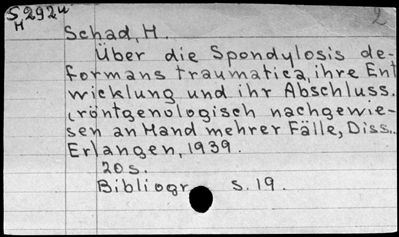 S292u
H
2
Schad, H.
Über die Spondylosis de-
formans traumatica, ihre Ent
wicklung und ihr Abschluss.
(röntgenologisch nachgewie-
sen an Hand mehrer Fälle, Diss.
Erlangen, 1939.
20 s.
Bibliogr. S. 19.